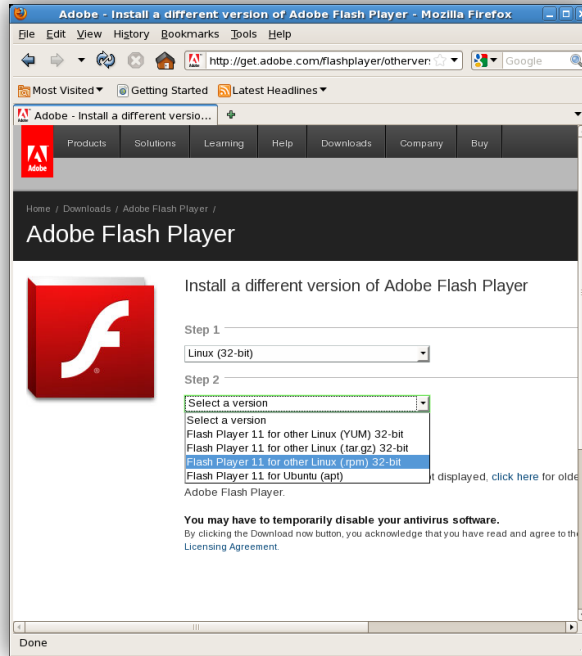 Adobe - Install a different version of Adobe Flash Player - Mozilla Firefox
File Edit View History Bookmarks Tools Help
http://get.adobe.com/flashplayer/otherver: Google
Most Visited Getting Started Latest Headlines
Adobe - Install a different versio...
Adobe Products Solutions Learning Help Downloads Company Buy
Home / Downloads / Adobe Flash Player /
Adobe Flash Player
Install a different version of Adobe Flash Player
Step 1
Linux (32-bit)
Step 2
Select a version
Select a version
Flash Player 11 for other Linux (YUM) 32-bit
Flash Player 11 for other Linux (.tar.gz) 32-bit
Flash Player 11 for other Linux (.rpm) 32-bit
Flash Player 11 for Ubuntu (apt)
displayed, click here for olde
Adobe Flash Player.
You may have to temporarily disable your antivirus software.
By clicking the Download now button, you acknowledge that you have read and agree to the
Licensing Agreement.
Done